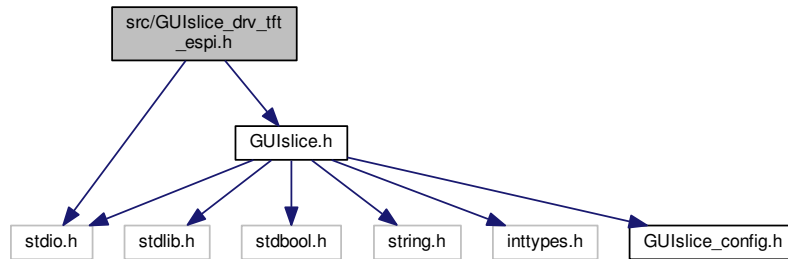 src/GUIslice_drv_tft
_espi.h
GUIslice.h
stdio.h
stdlib.h
stdbool.h
string.h
inttypes.h
GUIslice_config.h